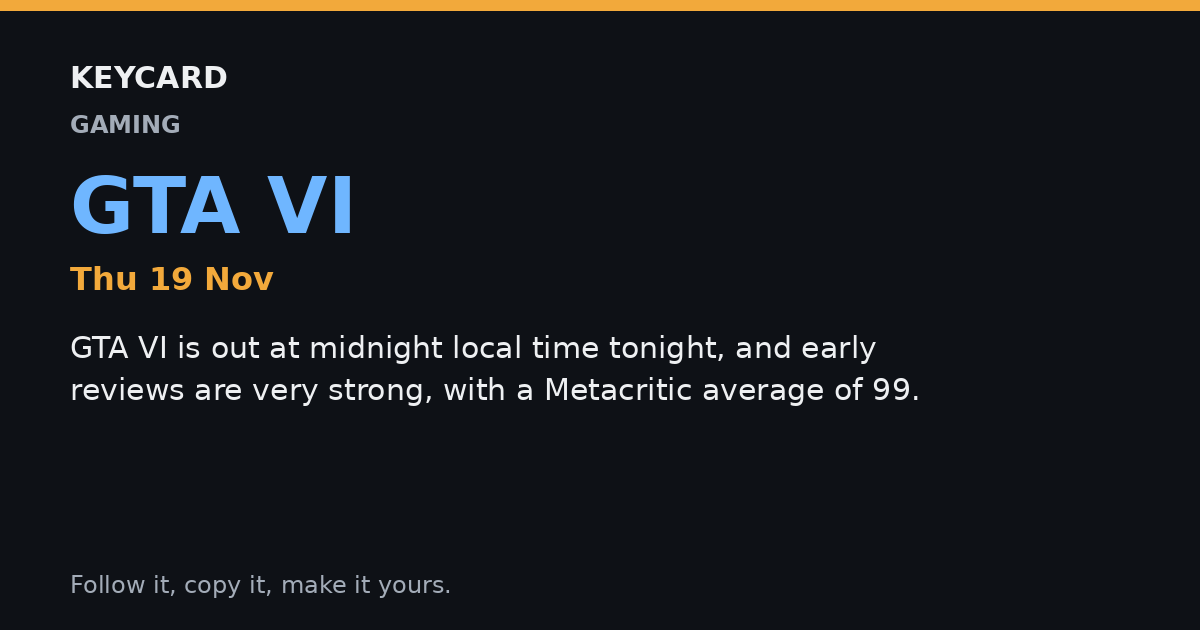 KEYCARD
GAMING
GTA VI
Thu 19 Nov
GTA VI is out at midnight local time tonight, and early
reviews are very strong, with a Metacritic average of 99.
Follow it, copy it, make it yours.